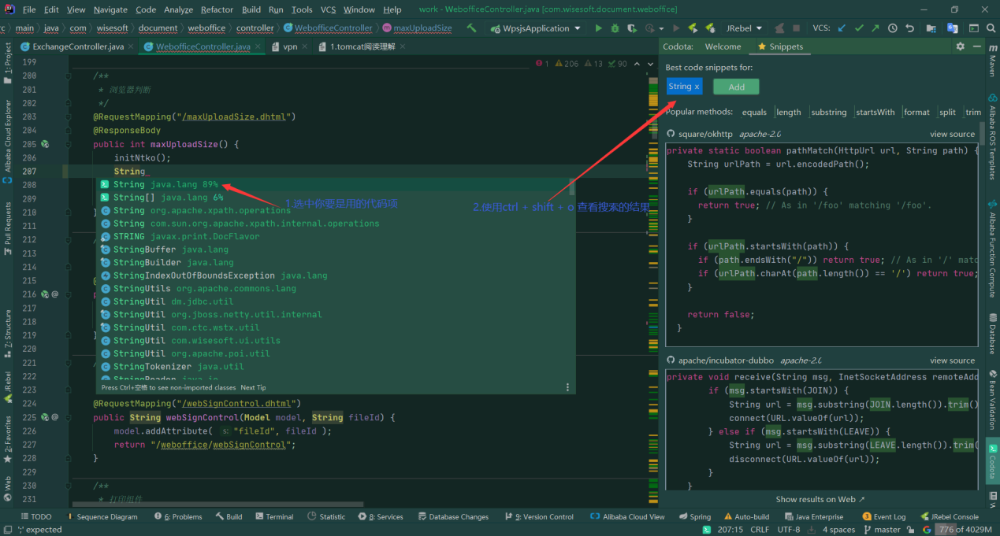 File Edit View Navigate Code Analyze Refactor Build Run Tools VCS Window Help work - WebofficeController.java [com.wisesoft.document.weboffice]
rc main java com wisesoft document weboffice controller WebofficeController maxUploadSize WpsjsApplication JRebel VCS:
ExchangeController.java WebofficeController.java vpn 1.tomcat阅读理解
Codota: Welcome Snippets
1 206 13 90
Best code snippets for:
String x Add
Popular methods: equals length substring startsWith format split trim
square/okhttp apache-2.0 view source
private static boolean pathMatch(HttpUrl url, String path) {
String urlPath = url.encodedPath();
if (urlPath.equals(path)) {
return true; // As in '/foo' matching '/foo'.
}
if (urlPath.startsWith(path)) {
if (path.endsWith("/")) return true; // As in '/' matc
if (urlPath.charAt(path.length()) == '/') return true;
}
return false;
}
apache/incubator-dubbo apache-2.0 view source
private void receive(String msg, InetSocketAddress remoteAdd
if (msg.startsWith(JOIN)) {
String url = msg.substring(JOIN.length()).trim()
connect(URL.valueOf(url));
} else if (msg.startsWith(LEAVE)) {
String url = msg.substring(LEAVE.length()).trim(
disconnect(URL.valueOf(url));
}
}
Show results on Web ↗
199
200 /**
201 * 浏览器判断
202 */
203 @RequestMapping("/maxUploadSize.dhtml")
204 @ResponseBody
205 public int maxUploadSize() {
206 initNtko();
207 String
208
209
210 }
211
212 /
213
214
215 @
216 @ p
217
218
219 }
220
221 /
222
223
224 @RequestMapping("/webSignControl.dhtml")
225 @ public String webSignControl(Model model, String fileId) {
226 model.addAttribute( s: "fileId", fileId );
227 return "/weboffice/webSignControl";
228 }
229
230 /**
231 * 打印组件
String java.lang 89%
String[] java.lang 6%
String org.apache.xpath.operations
String com.sun.org.apache.xpath.internal.operations
STRING javax.print.DocFlavor
StringBuffer java.lang
StringBuilder java.lang
StringIndexOutOfBoundsException java.lang
StringUtils org.apache.commons.lang
StringUtil dm.jdbc.util
StringUtil org.jboss.netty.util.internal
StringUtil com.ctc.wstx.util
StringUtil com.wisesoft.ui.utils
StringUtil org.apache.poi.util
StringTokenizer java.util
StringReader java.io
Press Ctrl+空格 to see non-imported classes Next Tip
1.选中你要是用的代码项
2.使用ctrl + shift + o 查看搜索的结果
1: Project
Alibaba Cloud Explorer
Pull Requests
7: Structure
JRebel
2: Favorites
Web
Maven
Alibaba ROS Templates
Alibaba Function Compute
Database
Bean Validation
Codota
TODO Sequence Diagram 6: Problems Build Terminal Statistic 8: Services Database Changes 9: Version Control Alibaba Cloud View Spring Auto-build Java Enterprise 3 Event Log JRebel Console
';' expected 207:15 CRLF UTF-8 4 spaces master 776 of 4029M